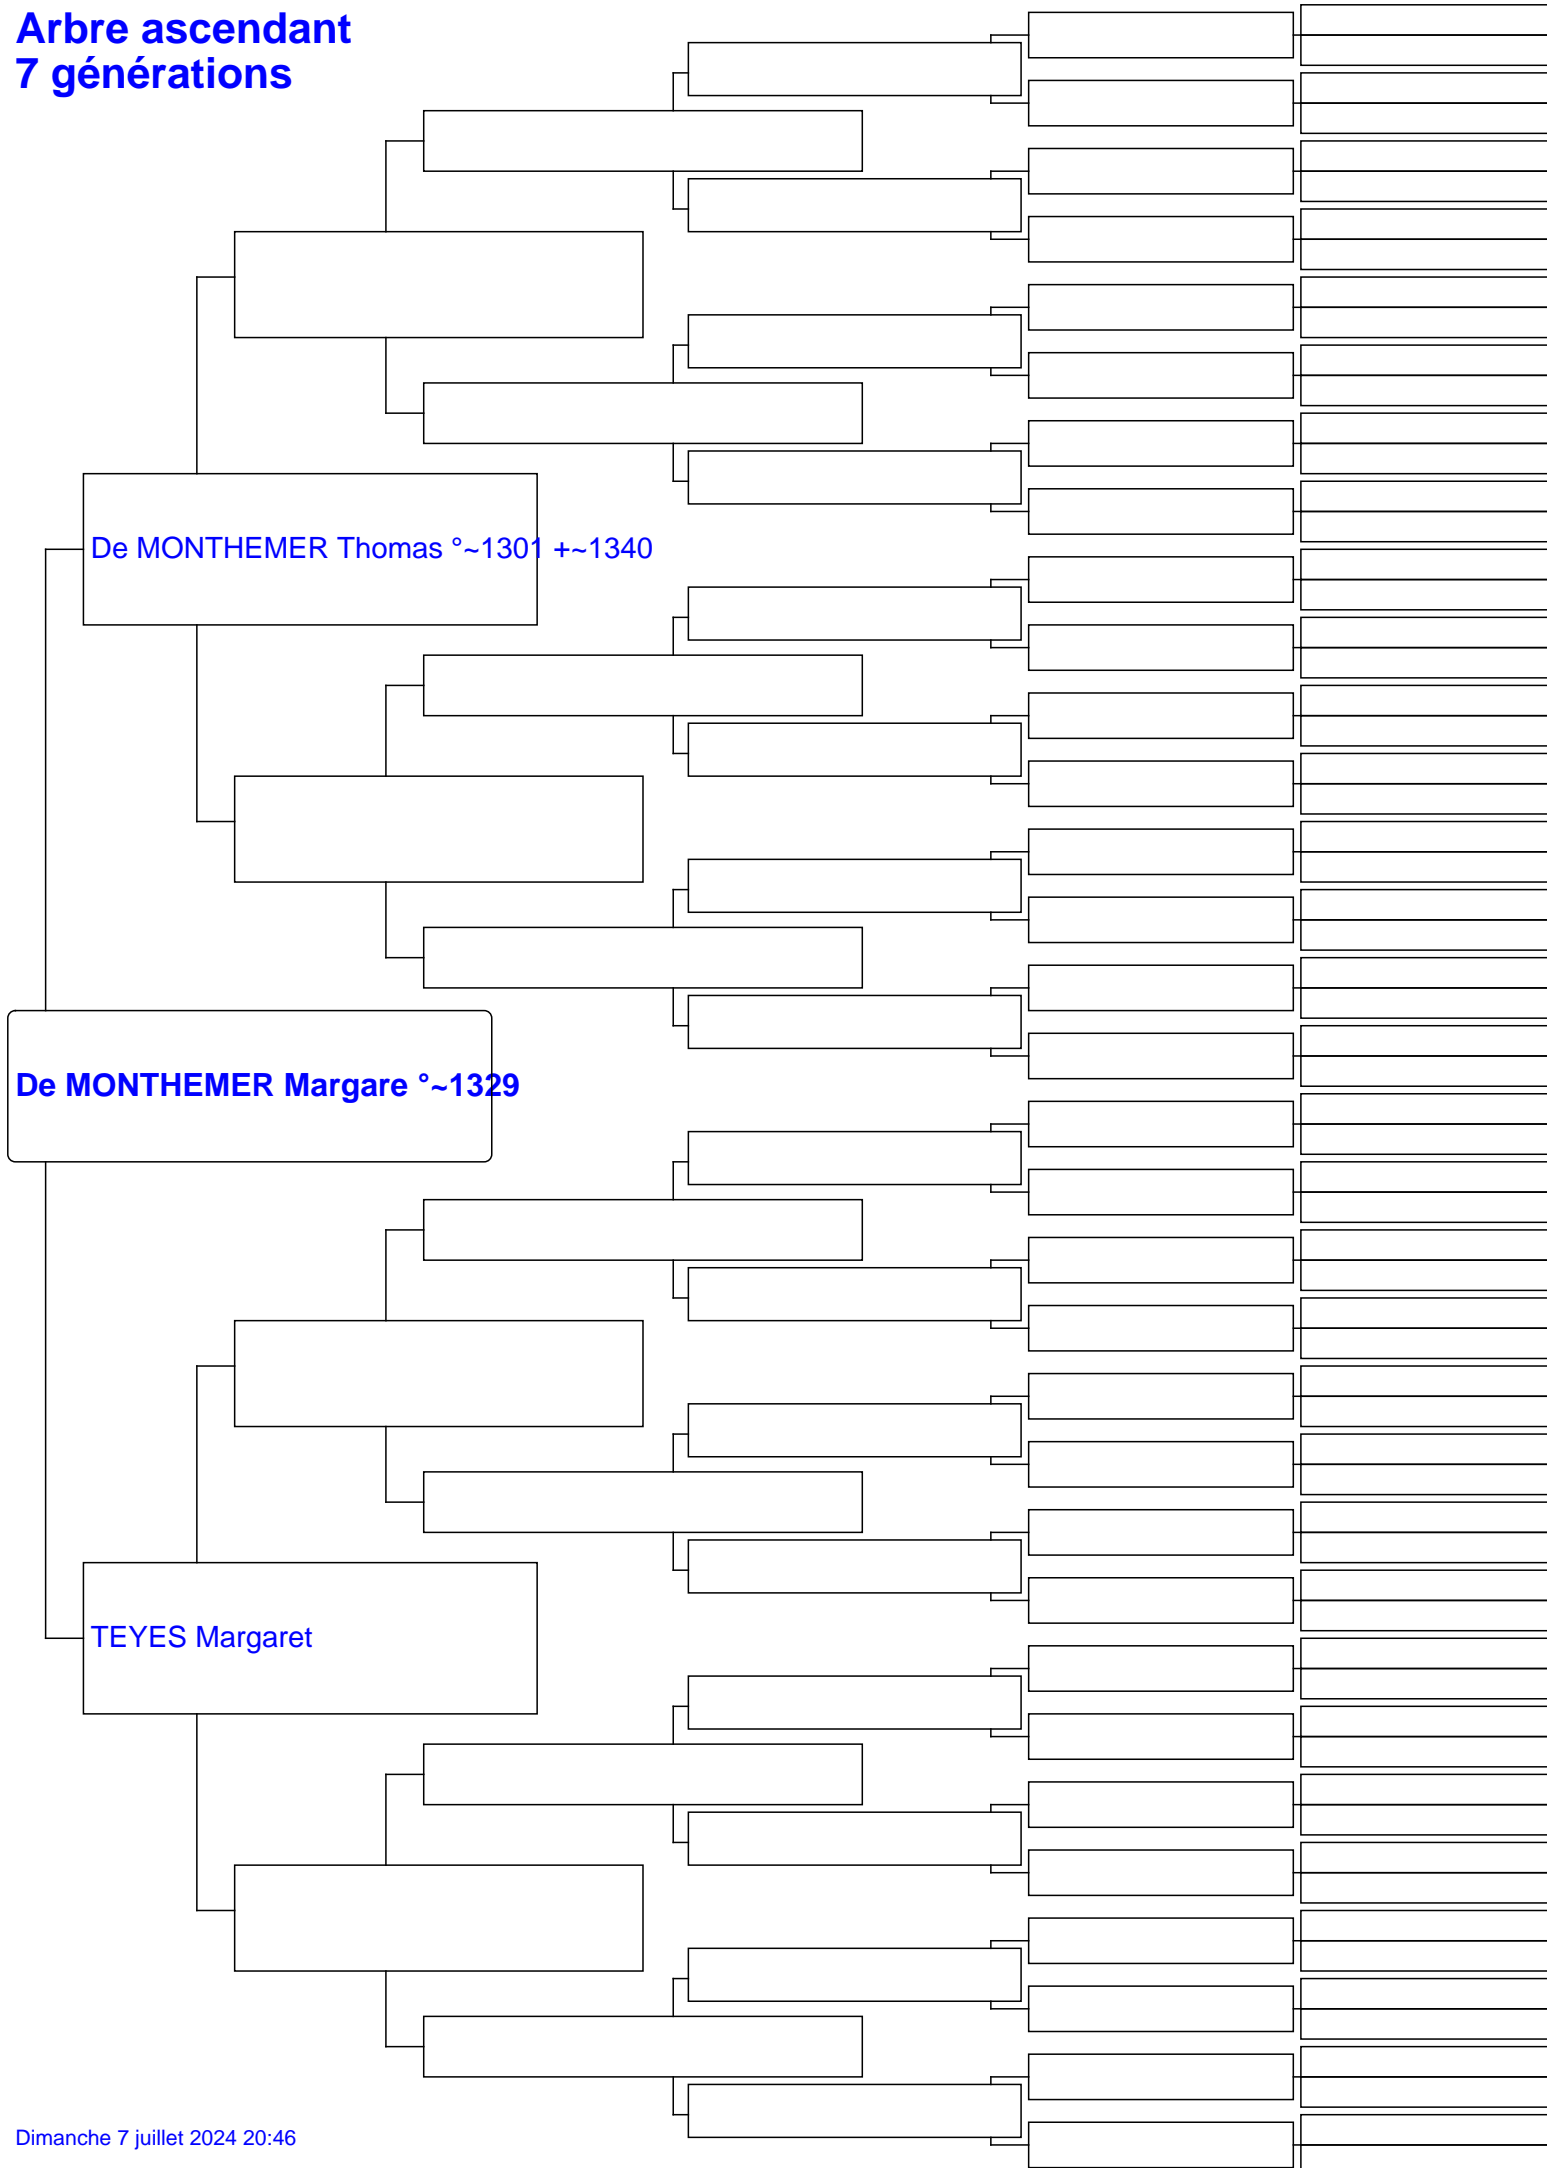 Arbre ascendant
7 générations
De MONTHEMER Thomas °~1301 +~1340
De MONTHEMER Margare °~1329
TEYES Margaret
Dimanche 7 juillet 2024 20:46